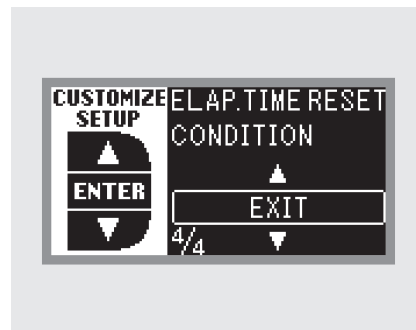 CUSTOMIZE
SETUP
ENTER
ELAP.TIME RESET
CONDITION
EXIT
4/4